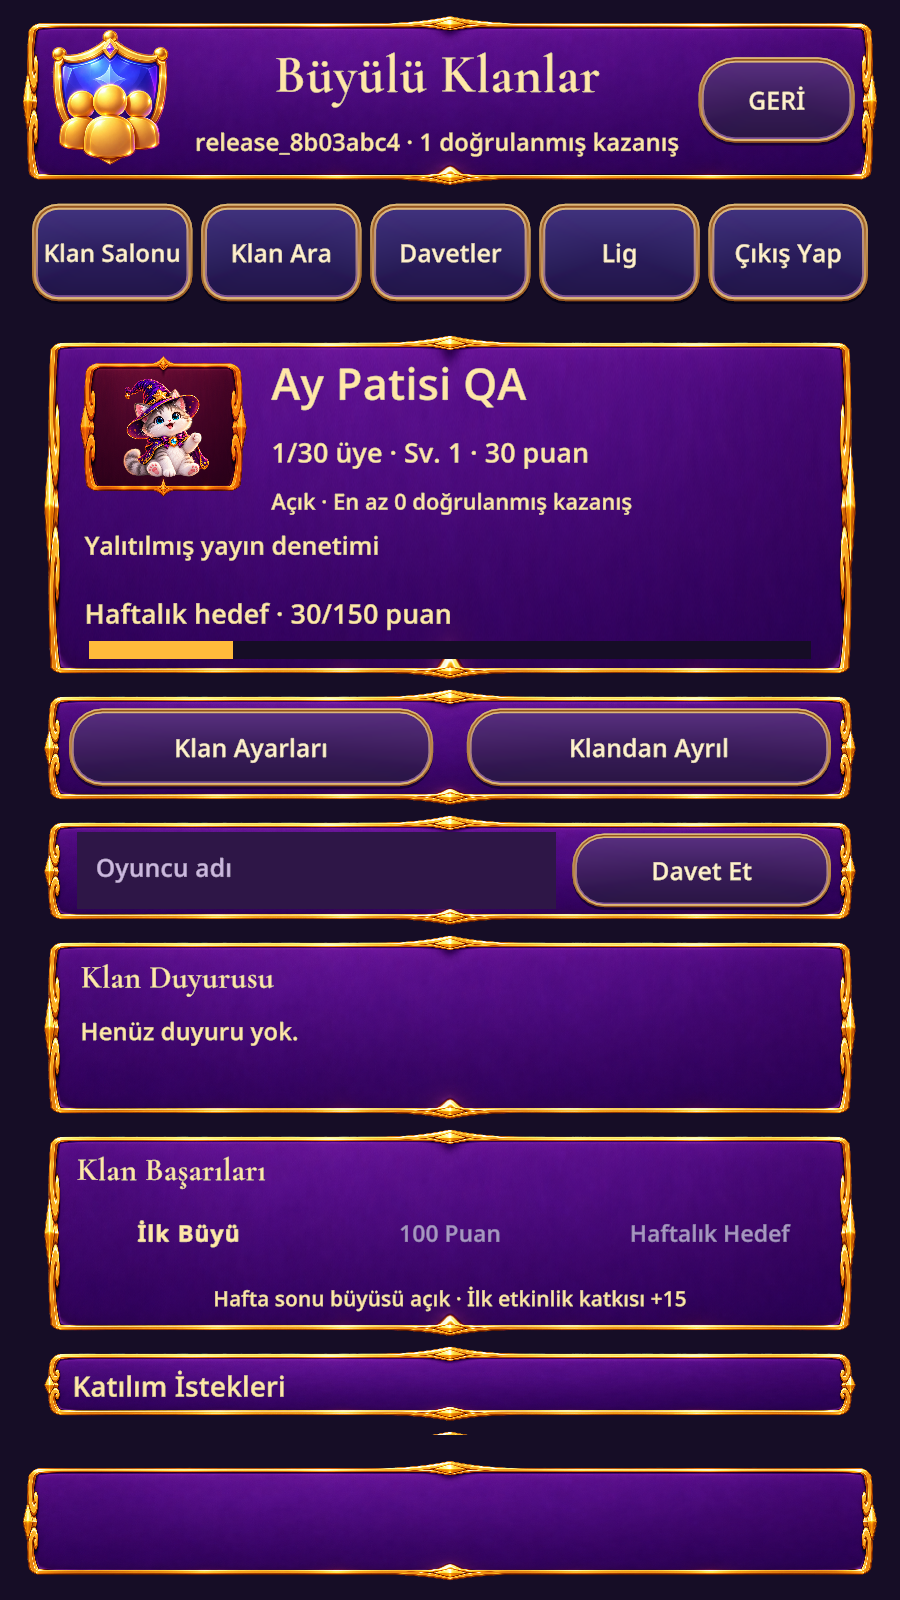 Büyülü Klanlar
release_8b03abc4 · 1 doğrulanmış kazanış
GERİ
Klan Salonu
Klan Ara
Davetler
Lig
Çıkış Yap
Ay Patisi QA
1/30 üye · Sv. 1 · 30 puan
Açık · En az 0 doğrulanmış kazanış
Yalıtılmış yayın denetimi
Haftalık hedef · 30/150 puan
Klan Ayarları
Klandan Ayrıl
Oyuncu adı
Davet Et
Klan Duyurusu
Henüz duyuru yok.
Klan Başarıları
İlk Büyü
100 Puan
Haftalık Hedef
Hafta sonu büyüsü açık · İlk etkinlik katkısı +15
Katılım İstekleri